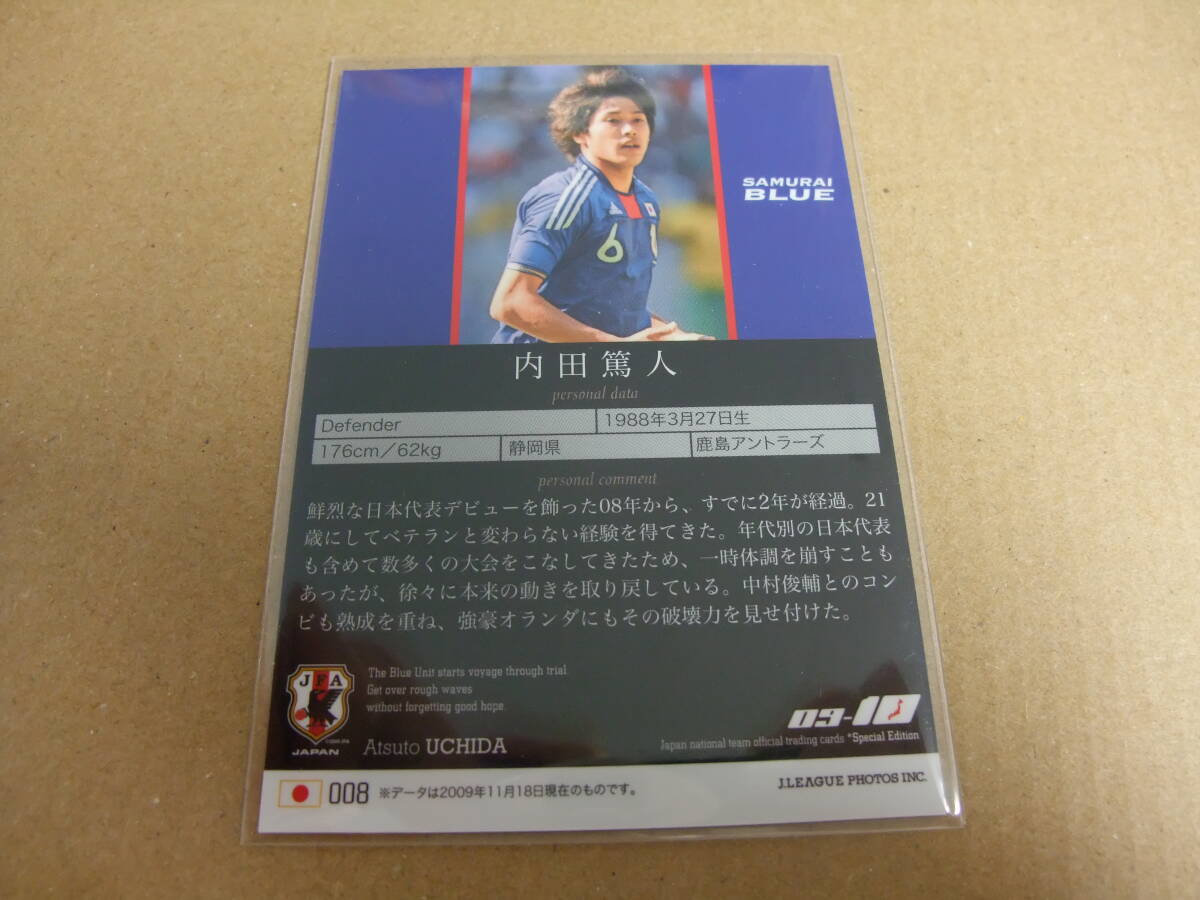 SAMURAI
BLUE
6
内田篤人
personal data
Defender
1988年3月27日生
176cm／62kg
静岡県
鹿島アントラーズ
personal comment
鮮烈な日本代表デビューを飾った08年から、すでに2年が経過。21
歳にしてベテランと変わらない経験を得てきた。年代別の日本代表
も含めて数多くの大会をこなしてきたため、一時体調を崩すことも
あったが、徐々に本来の動きを取り戻している。中村俊輔とのコン
ビも熟成を重ね、強豪オランダにもその破壊力を見せ付けた。
The Blue Unit starts voyage through trial.
Get over rough waves
without forgetting good hope.
JFA
JAPAN
Atsuto UCHIDA
09-10
Japan national team official trading cards *Special Edition
008 ※データは2009年11月18日現在のものです。
J.LEAGUE PHOTOS INC.